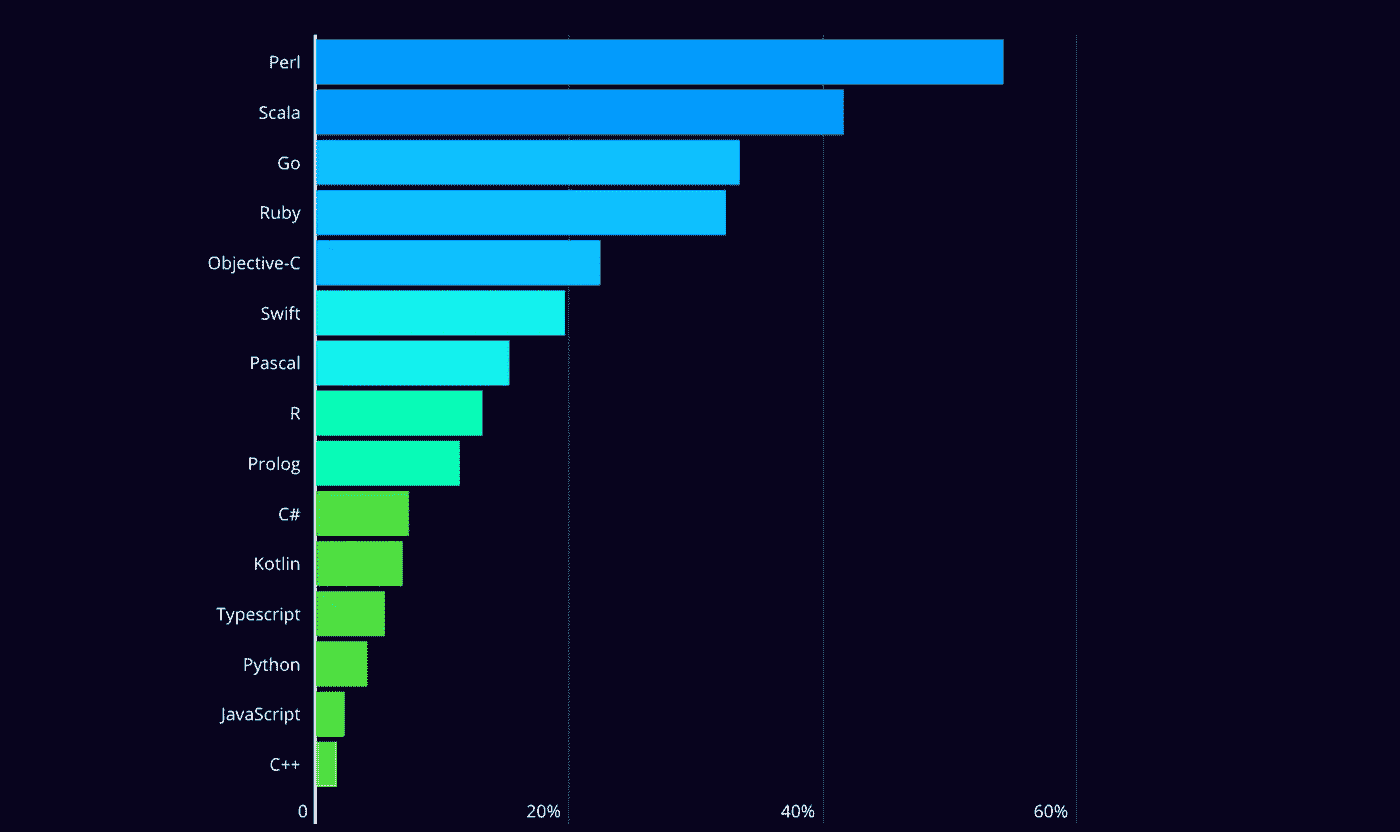 Perl
Scala
Go
Ruby
Objective-C
Swift
Pascal
R
Prolog
C#
Kotlin
Typescript
Python
JavaScript
C++
0 20% 40% 60%